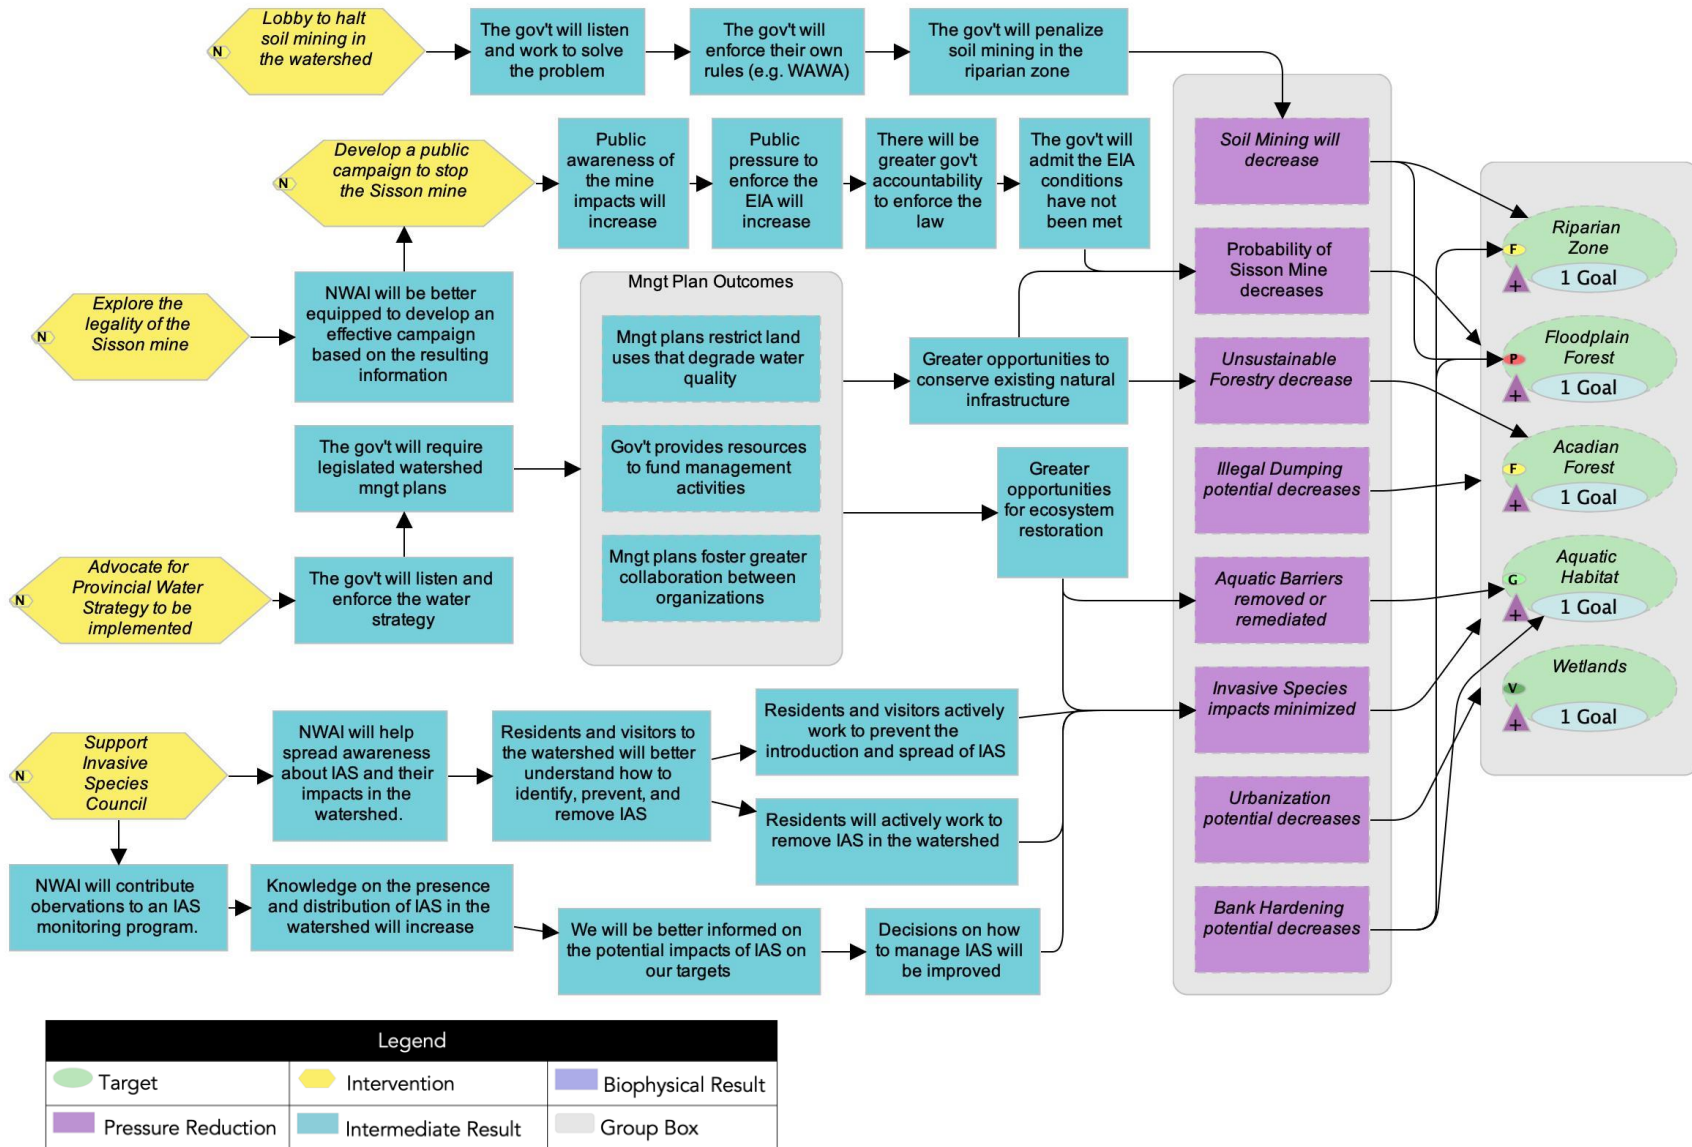 Lobby to halt
soil mining in
the watershed
N
The gov't will listen
and work to solve
the problem
The gov't will
enforce their own
rules (e.g. WAWA)
The gov't will penalize
soil mining in the
riparian zone
Develop a public
campaign to stop
the Sisson mine
N
Public
awareness of
the mine
impacts will
increase
Public
pressure to
enforce the
EIA will
increase
There will be
greater gov't
accountability
to enforce the
law
The gov't will
admit the EIA
conditions
have not
been met
Explore the
legality of the
Sisson mine
N
NWAI will be better
equipped to develop an
effective campaign
based on the resulting
information
The gov't will require
legislated watershed
mngt plans
Advocate for
Provincial Water
Strategy to be
implemented
N
The gov't will listen and
enforce the water
strategy
Mngt Plan Outcomes
Mngt plans restrict land
uses that degrade water
quality
Gov't provides resources
to fund management
activities
Mngt plans foster greater
collaboration between
organizations
Greater opportunities to
conserve existing natural
infrastructure
Greater
opportunities
for ecosystem
restoration
Support
Invasive
Species
Council
N
NWAI will help
spread awareness
about IAS and their
impacts in the
watershed.
Residents and visitors to
the watershed will better
understand how to
identify, prevent, and
remove IAS
Residents and visitors actively
work to prevent the
introduction and spread of IAS
Residents will actively work to
remove IAS in the watershed
NWAI will contribute
obervations to an IAS
monitoring program.
Knowledge on the presence
and distribution of IAS in the
watershed will increase
We will be better informed on
the potential impacts of IAS on
our targets
Decisions on how
to manage IAS will
be improved
Soil Mining will
decrease
Probability of
Sisson Mine
decreases
Unsustainable
Forestry decrease
Illegal Dumping
potential decreases
Aquatic Barriers
removed or
remediated
Invasive Species
impacts minimized
Urbanization
potential decreases
Bank Hardening
potential decreases
Riparian
Zone
F
1 Goal
+
Floodplain
Forest
P
1 Goal
+
Acadian
Forest
F
1 Goal
+
Aquatic
Habitat
G
1 Goal
+
Wetlands
V
1 Goal
+
Legend
Target
Intervention
Biophysical Result
Pressure Reduction
Intermediate Result
Group Box